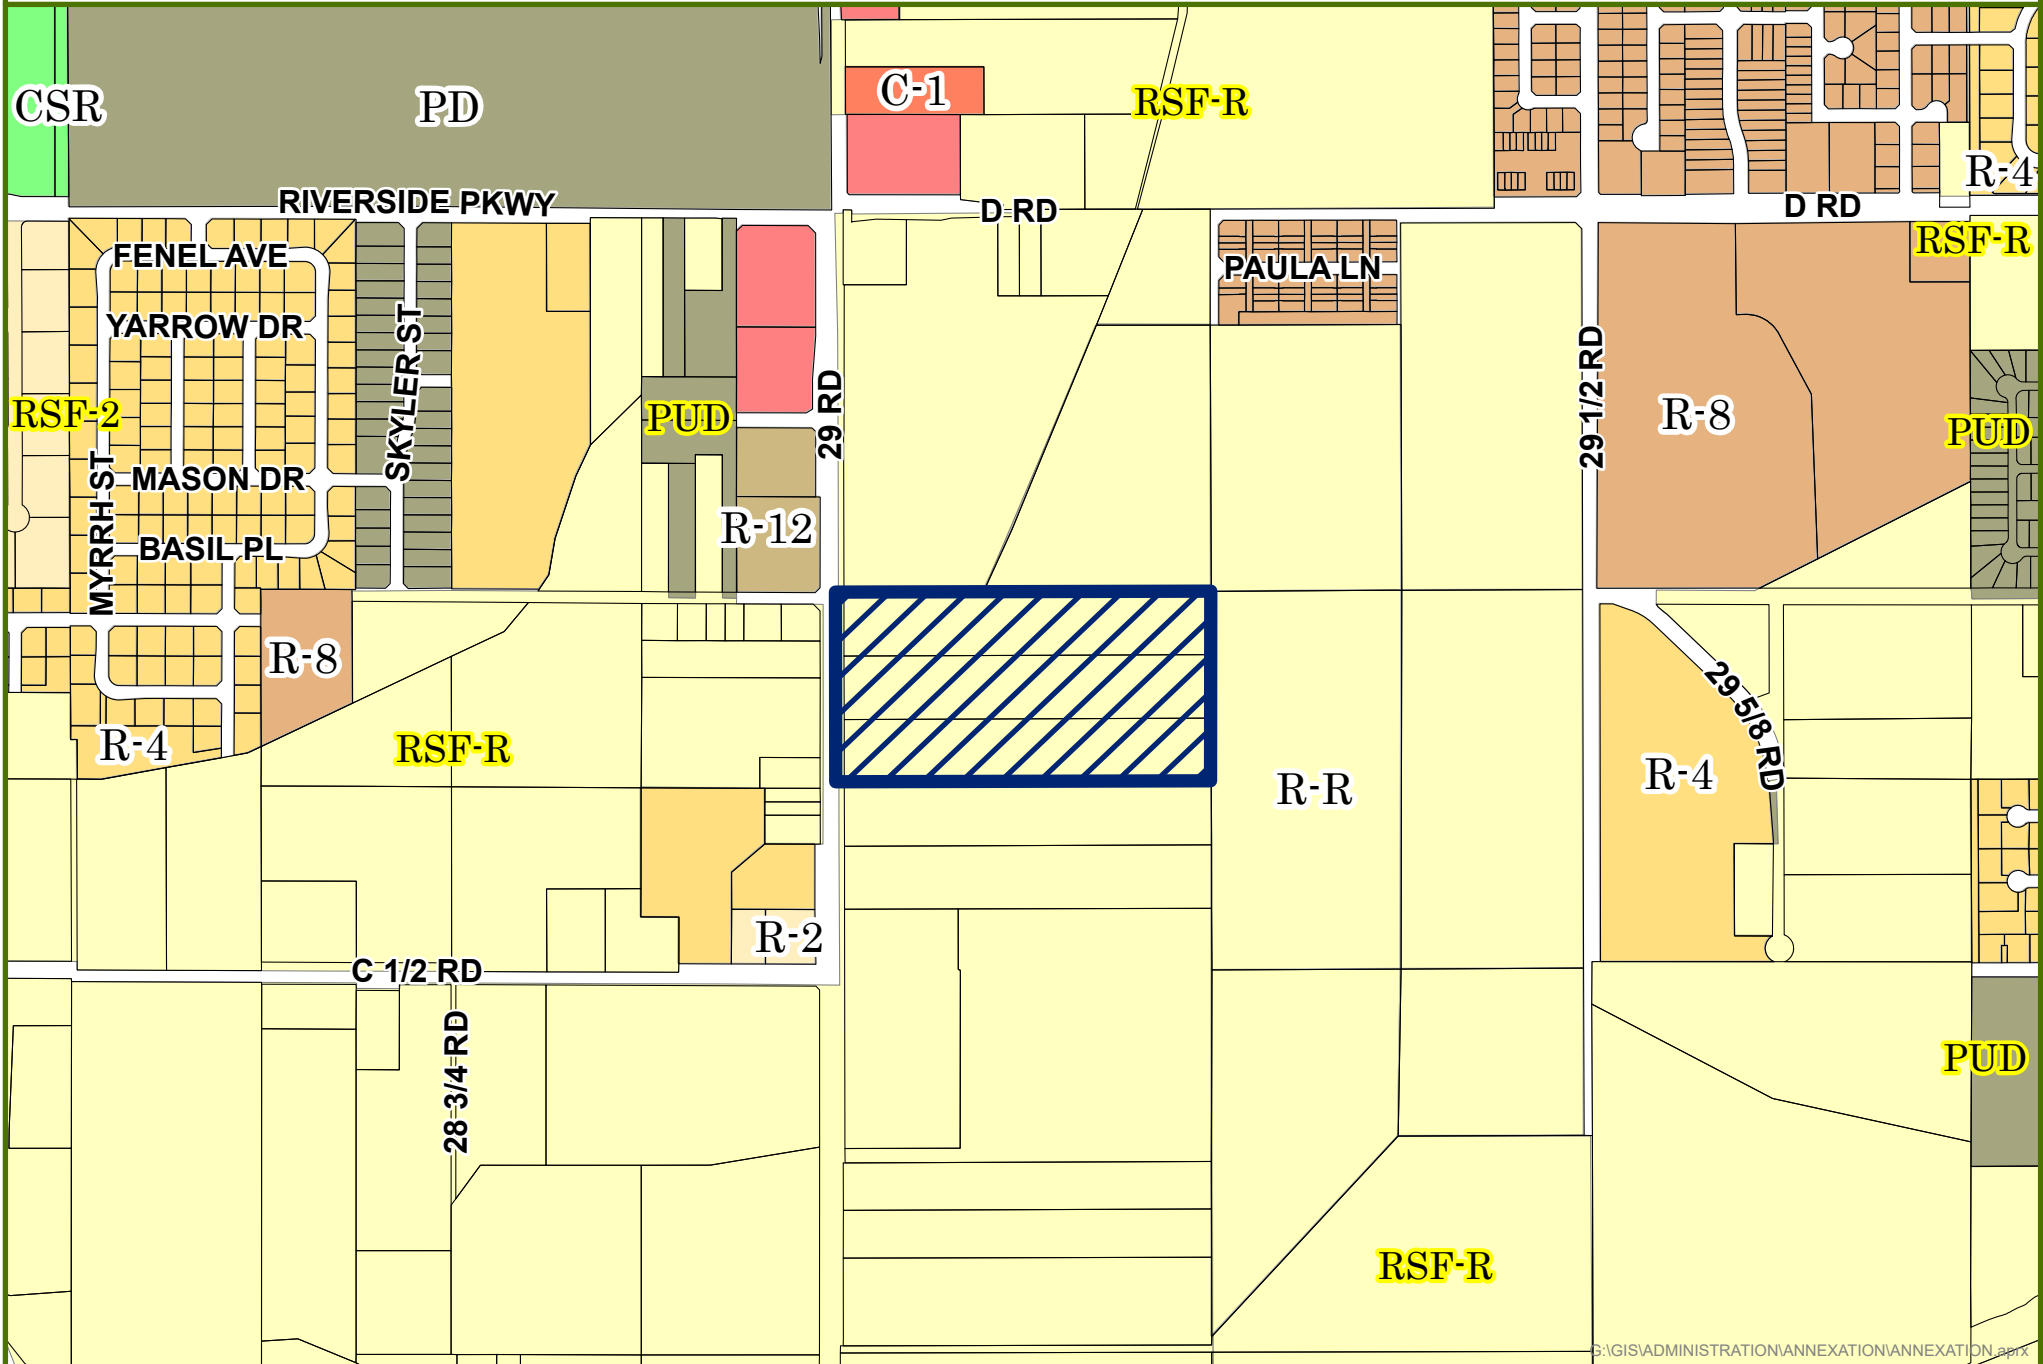 C-1
RSF-R
CSR
PD
R-4
RIVERSIDE PKWY
D RD
D RD
RSF-R
FENEL AVE
PAULA LN
YARROW DR
SKYLER ST
29 RD
29 1/2 RD
RSF-2
PUD
R-8
PUD
MASON DR
MYRRH ST
R-12
BASIL PL
R-8
29 5/8 RD
R-4
RSF-R
R-R
R-4
R-2
C 1/2 RD
28 3/4 RD
PUD
RSF-R
G:\GIS\ADMINISTRATION\ANNEXATION\ANNEXATION.aprx